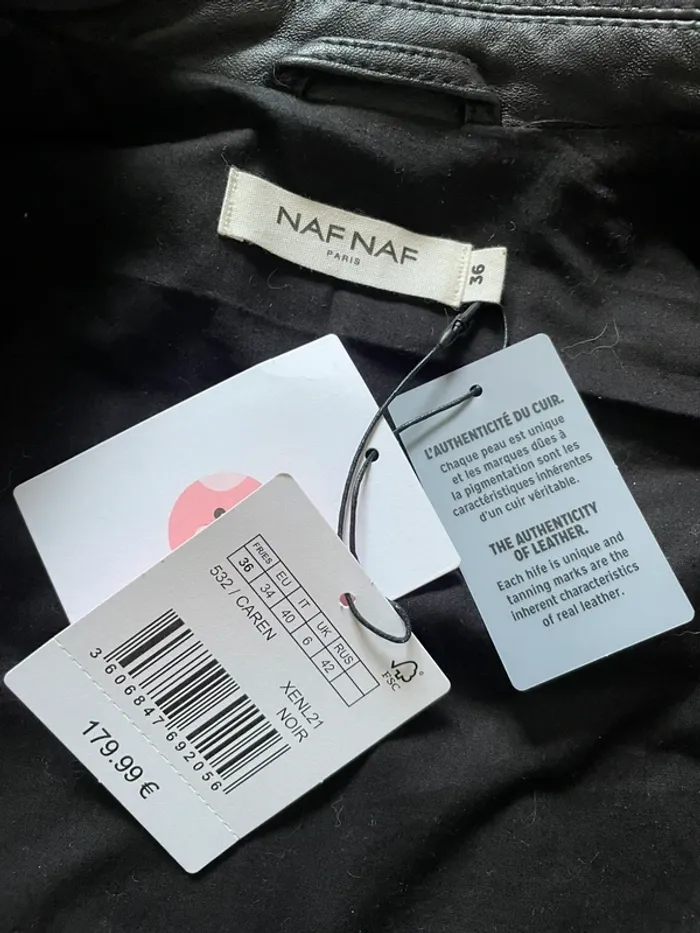 NAF NAF
PARIS
36
L'AUTHENTICITÉ DU CUIR.
Chaque peau est unique
et les marques dûes à
la pigmentation sont les
caractéristiques inhérentes
d'un cuir véritable.
THE AUTHENTICITY
OF LEATHER.
Each hife is unique and
tanning marks are the
inherent characteristics
of real leather.
FR/ES EU IT UK RUS
36 34 40 6 42
532 / CAREN
XENL21
NOIR
FSC
3 606847 692056
179.99 €